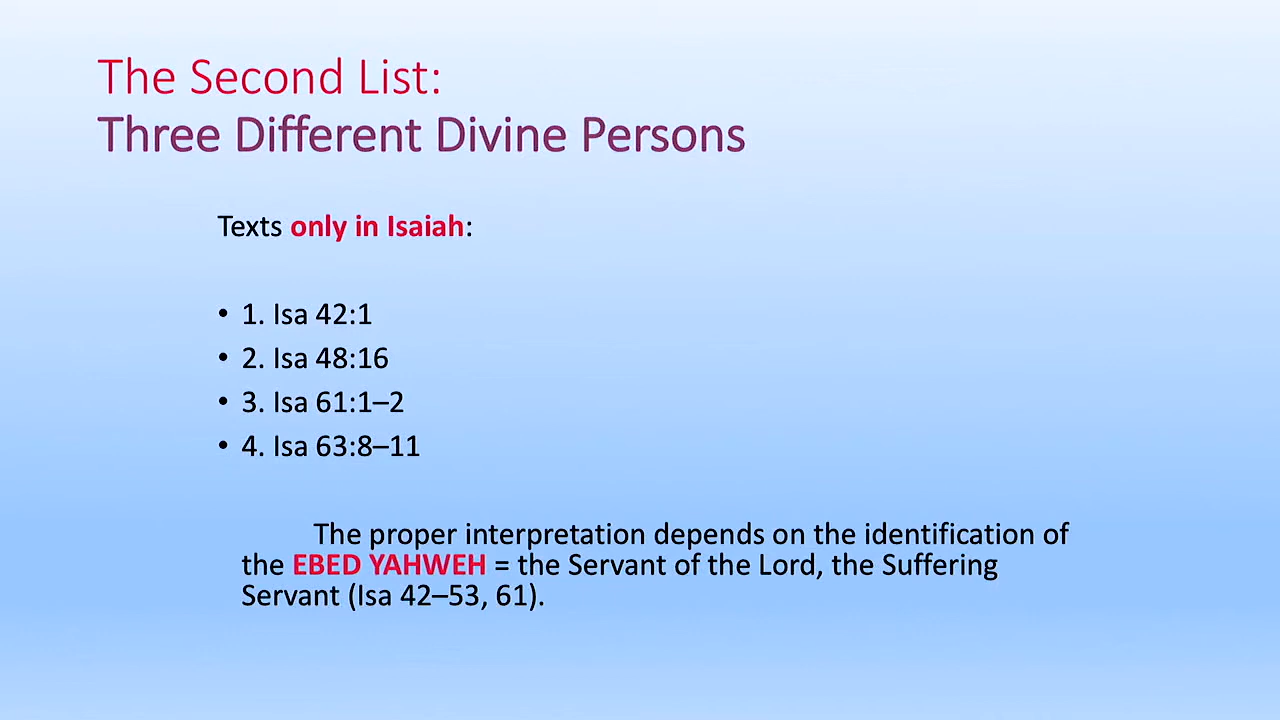 The Second List:
Three Different Divine Persons
Texts only in Isaiah:
• 1. Isa 42:1
• 2. Isa 48:16
• 3. Isa 61:1–2
• 4. Isa 63:8–11
The proper interpretation depends on the identification of
the EBED YAHWEH = the Servant of the Lord, the Suffering
Servant (Isa 42–53, 61).